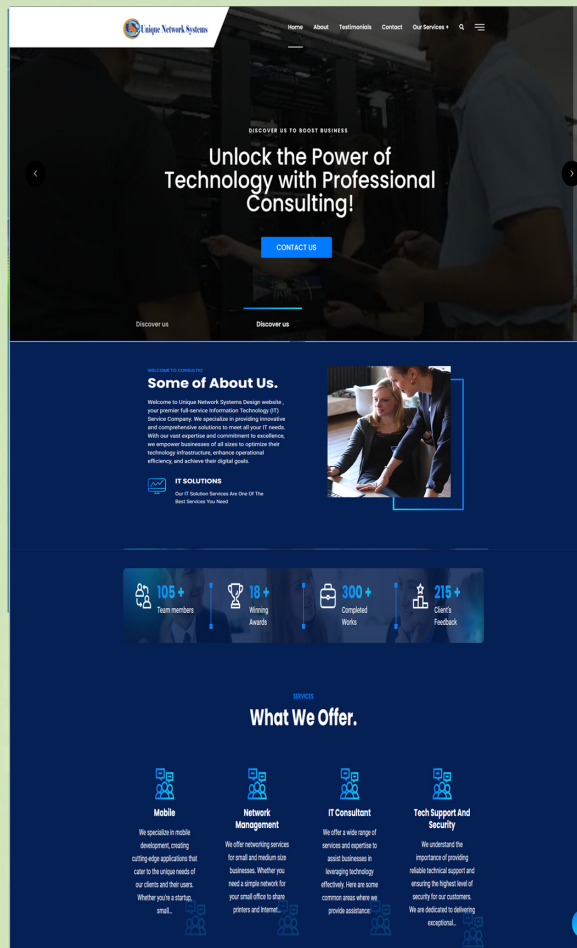 Unique Network Systems
Home About Testimonials Contact Our Services +
DISCOVER US TO BOOST BUSINESS
Unlock the Power of
Technology with Professional
Consulting!
CONTACT US
Discover us
Discover us
WELCOME TO CONSULTIO
Some of About Us.
Welcome to Unique Network Systems Design website ,
your premier full-service Information Technology (IT)
Service Company. We specialize in providing innovative
and comprehensive solutions to meet all your IT needs.
With our vast expertise and commitment to excellence,
we empower businesses of all sizes to optimize their
technology infrastructure, enhance operational
efficiency, and achieve their digital goals.
IT SOLUTIONS
Our IT Solution Services Are One Of The
Best Services You Need
105 +
Team members
18 +
Winning
Awards
300 +
Completed
Works
215 +
Client's
Feedback
SERVICES
What We Offer.
Mobile
We specialize in mobile
development, creating
cutting-edge applications that
cater to the unique needs of
our clients and their users.
Whether you're a startup,
small...
Network
Management
We offer networking services
for small and medium size
businesses. Whether you
need a simple network for
your small office to share
printers and Internet...
IT Consultant
We offer a wide range of
services and expertise to
assist businesses in
leveraging technology
effectively. Here are some
common areas where we
provide assistance:
Tech Support And
Security
We understand the
importance of providing
reliable technical support and
ensuring the highest level of
security for our customers.
We are dedicated to delivering
exceptional...